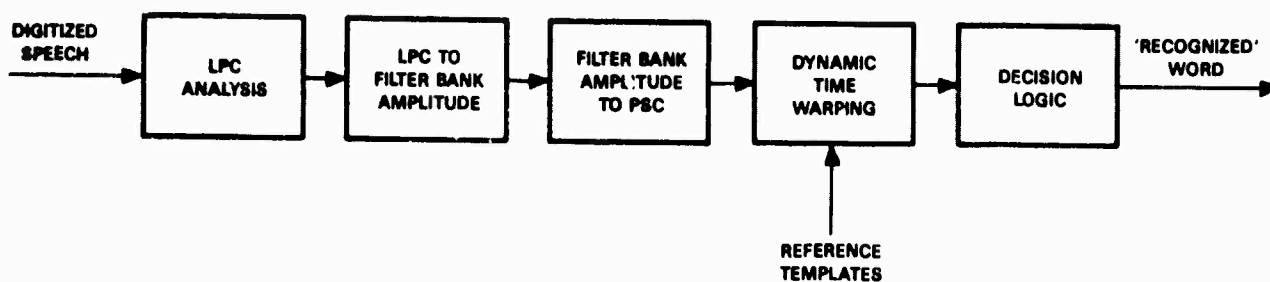 DIGITIZED
SPEECH
LPC
ANALYSIS
LPC TO
FILTER BANK
AMPLITUDE
FILTER BANK
AMPLITUDE
TO PSC
DYNAMIC
TIME
WARPING
DECISION
LOGIC
'RECOGNIZED'
WORD
REFERENCE
TEMPLATES